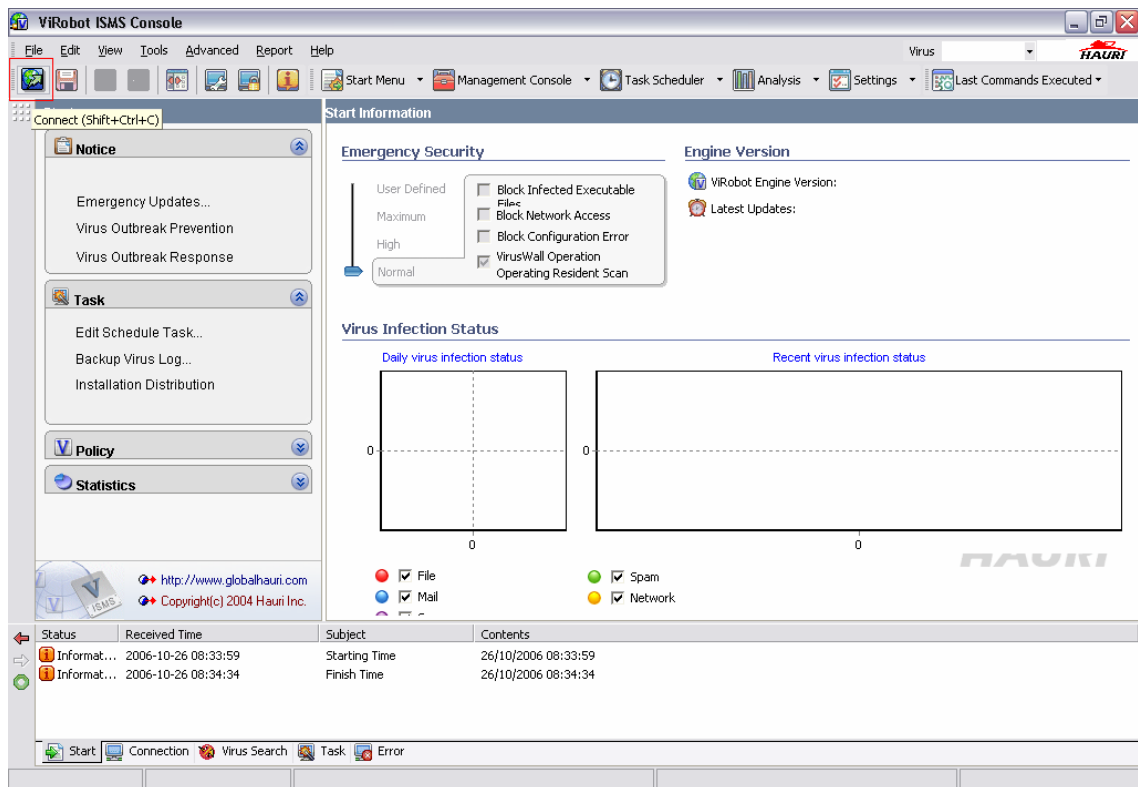 ViRobot ISMS Console
File Edit View Tools Advanced Report Help Virus HAURI
Start Menu Management Console Task Scheduler Analysis Settings Last Commands Executed
Connect (Shift+Ctrl+C)
Start Information
Notice
Emergency Updates...
Virus Outbreak Prevention
Virus Outbreak Response
Task
Edit Schedule Task...
Backup Virus Log...
Installation Distribution
Policy
Statistics
V ISMS
http://www.globalhauri.com
Copyright(c) 2004 Hauri Inc.
Emergency Security
User Defined
Maximum
High
Normal
Block Infected Executable
Files
Block Network Access
Block Configuration Error
VirusWall Operation
Operating Resident Scan
Engine Version
ViRobot Engine Version:
Latest Updates:
Virus Infection Status
Daily virus infection status
Recent virus infection status
0
0
0
0
HAURI
File
Spam
Mail
Network
Status Received Time Subject Contents
Informat... 2006-10-26 08:33:59 Starting Time 26/10/2006 08:33:59
Informat... 2006-10-26 08:34:34 Finish Time 26/10/2006 08:34:34
Start Connection Virus Search Task Error